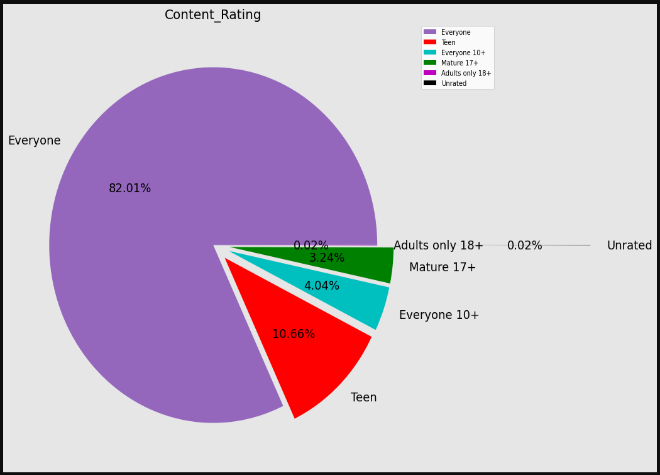 Content_Rating
Everyone
Teen
Everyone 10+
Mature 17+
Adults only 18+
Unrated
Everyone
82.01%
0.02%
Adults only 18+
0.02%
Unrated
3.24%
Mature 17+
4.04%
Everyone 10+
10.66%
Teen